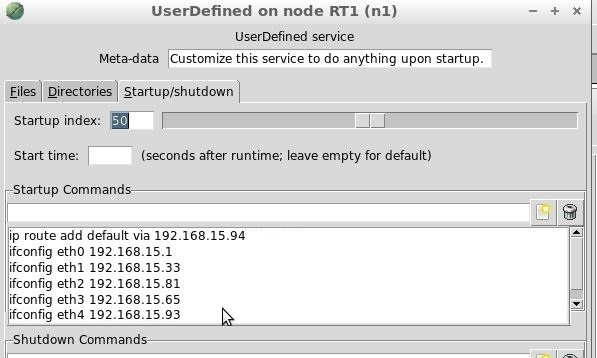 UserDefined on node RT1 (n1)
UserDefined service
Meta-data Customize this service to do anything upon startup.
Files Directories Startup/shutdown
Startup index: 50
Start time: (seconds after runtime; leave empty for default)
Startup Commands
ip route add default via 192.168.15.94
ifconfig eth0 192.168.15.1
ifconfig eth1 192.168.15.33
ifconfig eth2 192.168.15.81
ifconfig eth3 192.168.15.65
ifconfig eth4 192.168.15.93
Shutdown Commands